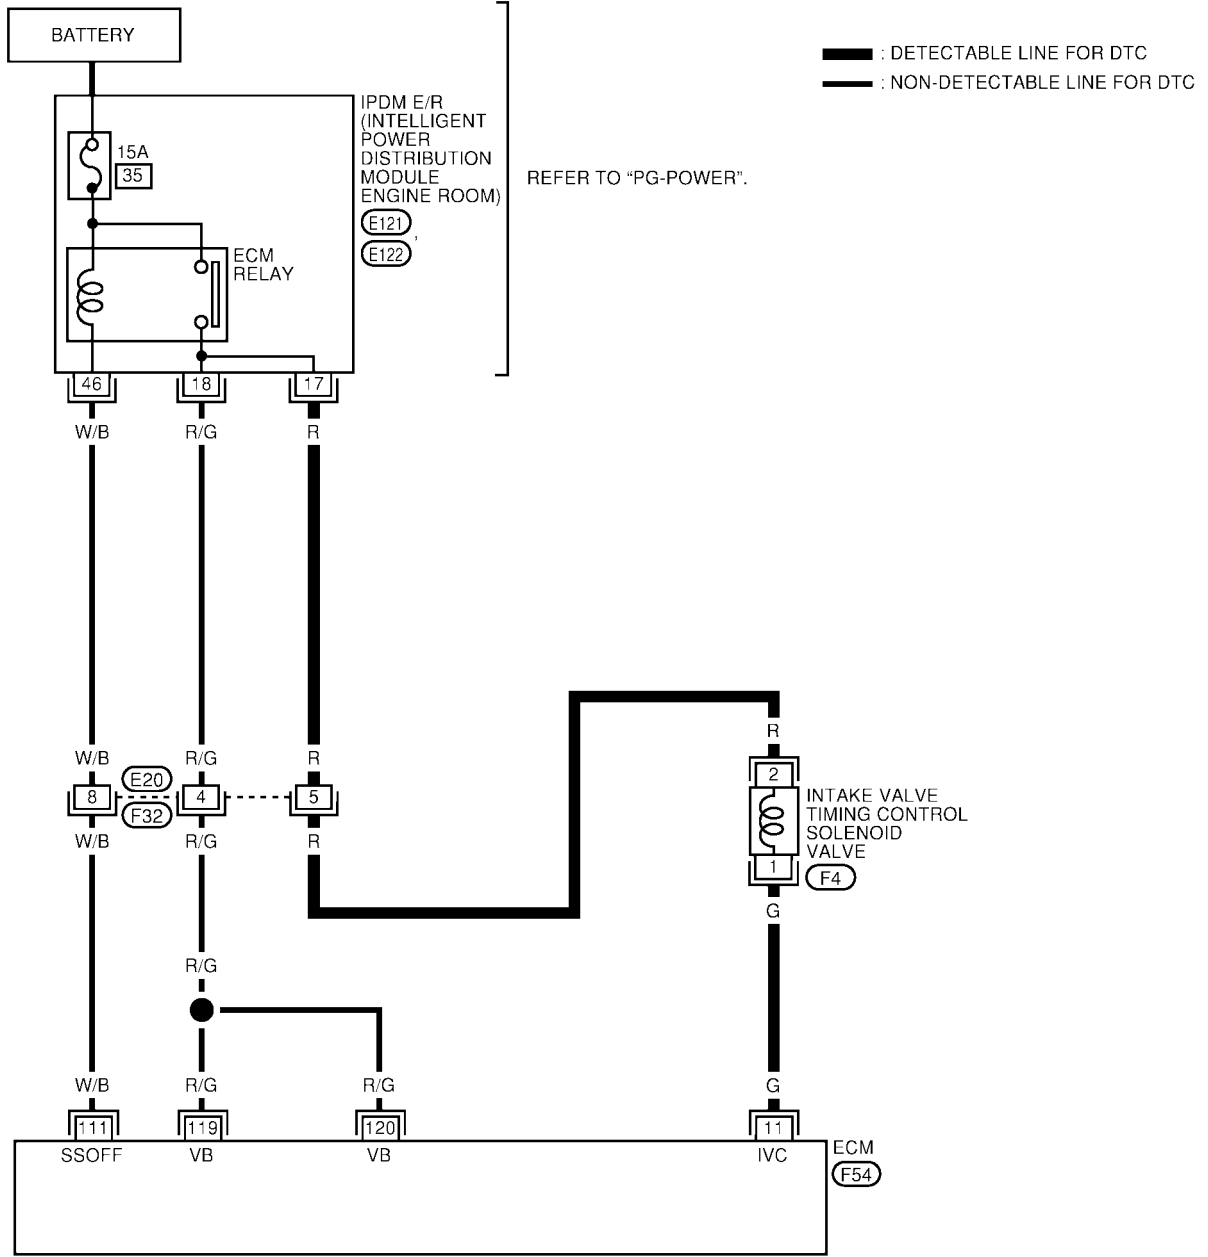 BATTERY
: DETECTABLE LINE FOR DTC
: NON-DETECTABLE LINE FOR DTC
IPDM E/R
(INTELLIGENT
POWER
DISTRIBUTION
MODULE
ENGINE ROOM)
E121 ,
E122
REFER TO “PG-POWER”.
15A
35
ECM
RELAY
46 18 17
W/B R/G R
W/B R/G R
E20
8 4 5
F32
W/B R/G R
R
2
INTAKE VALVE
TIMING CONTROL
SOLENOID
VALVE
1
F4
G
R/G
W/B R/G R/G G
111 119 120 11
SSOFF VB VB IVC
ECM
F54